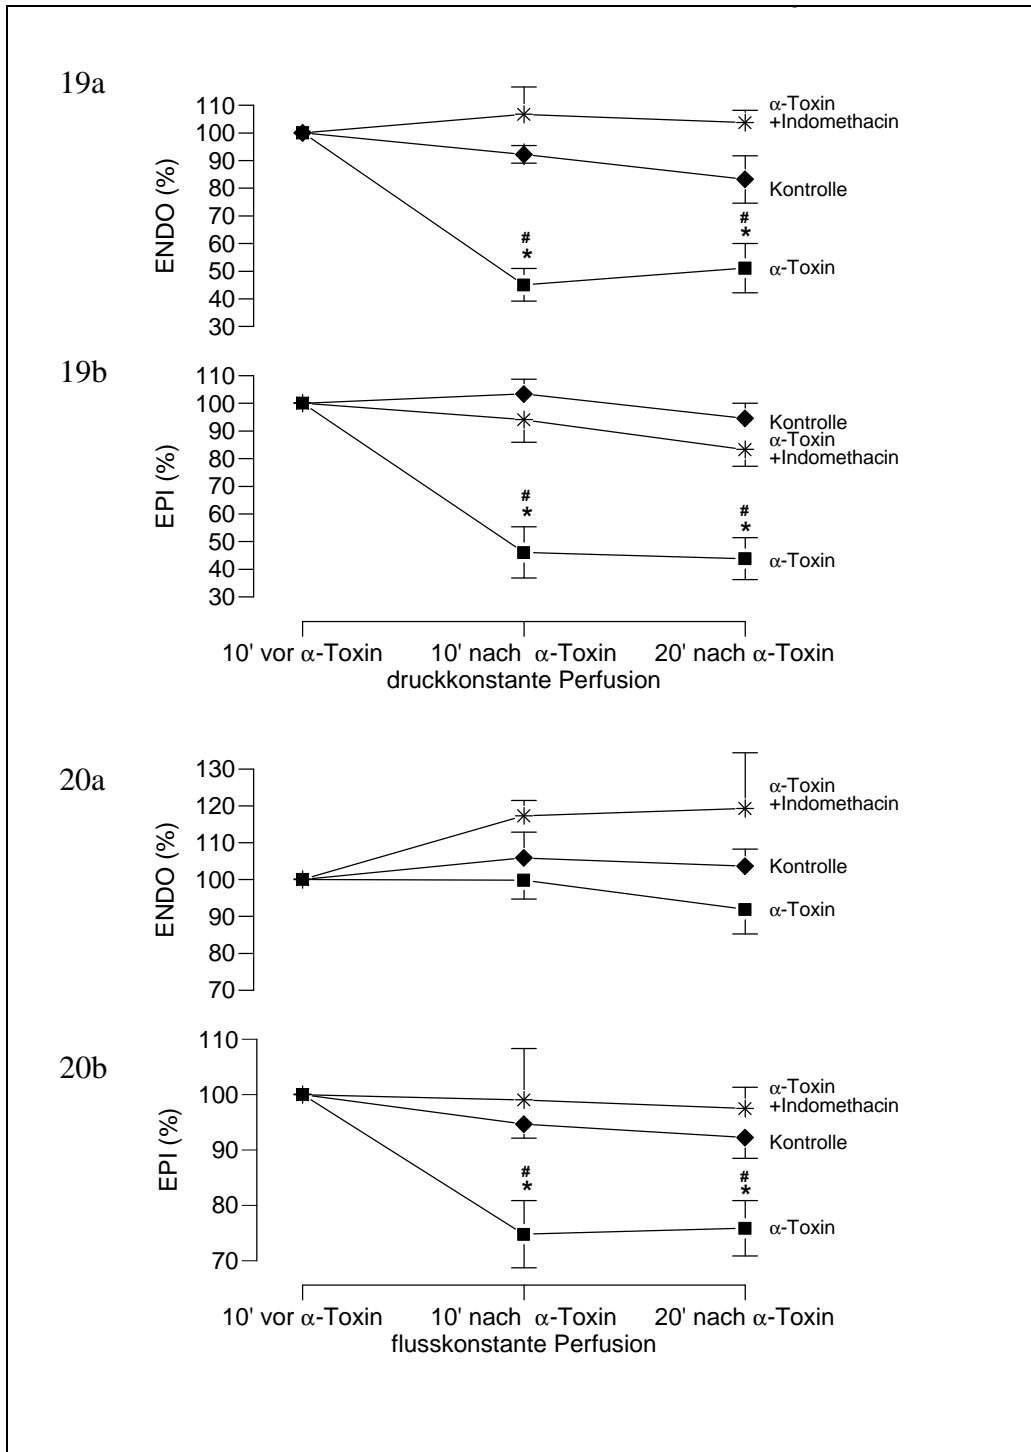 19a
ENDO (%)
110
100
90
80
70
60
50
40
30
α-Toxin
+Indomethacin
Kontrolle
#
*
#
*
α-Toxin
19b
EPI (%)
110
100
90
80
70
60
50
40
30
Kontrolle
α-Toxin
+Indomethacin
#
*
#
*
α-Toxin
10' vor α-Toxin 10' nach α-Toxin 20' nach α-Toxin
druckkonstante Perfusion
20a
ENDO (%)
130
120
110
100
90
80
70
α-Toxin
+Indomethacin
Kontrolle
α-Toxin
20b
EPI (%)
110
100
90
80
70
α-Toxin
+Indomethacin
Kontrolle
#
*
#
*
α-Toxin
10' vor α-Toxin 10' nach α-Toxin 20' nach α-Toxin
flusskonstante Perfusion